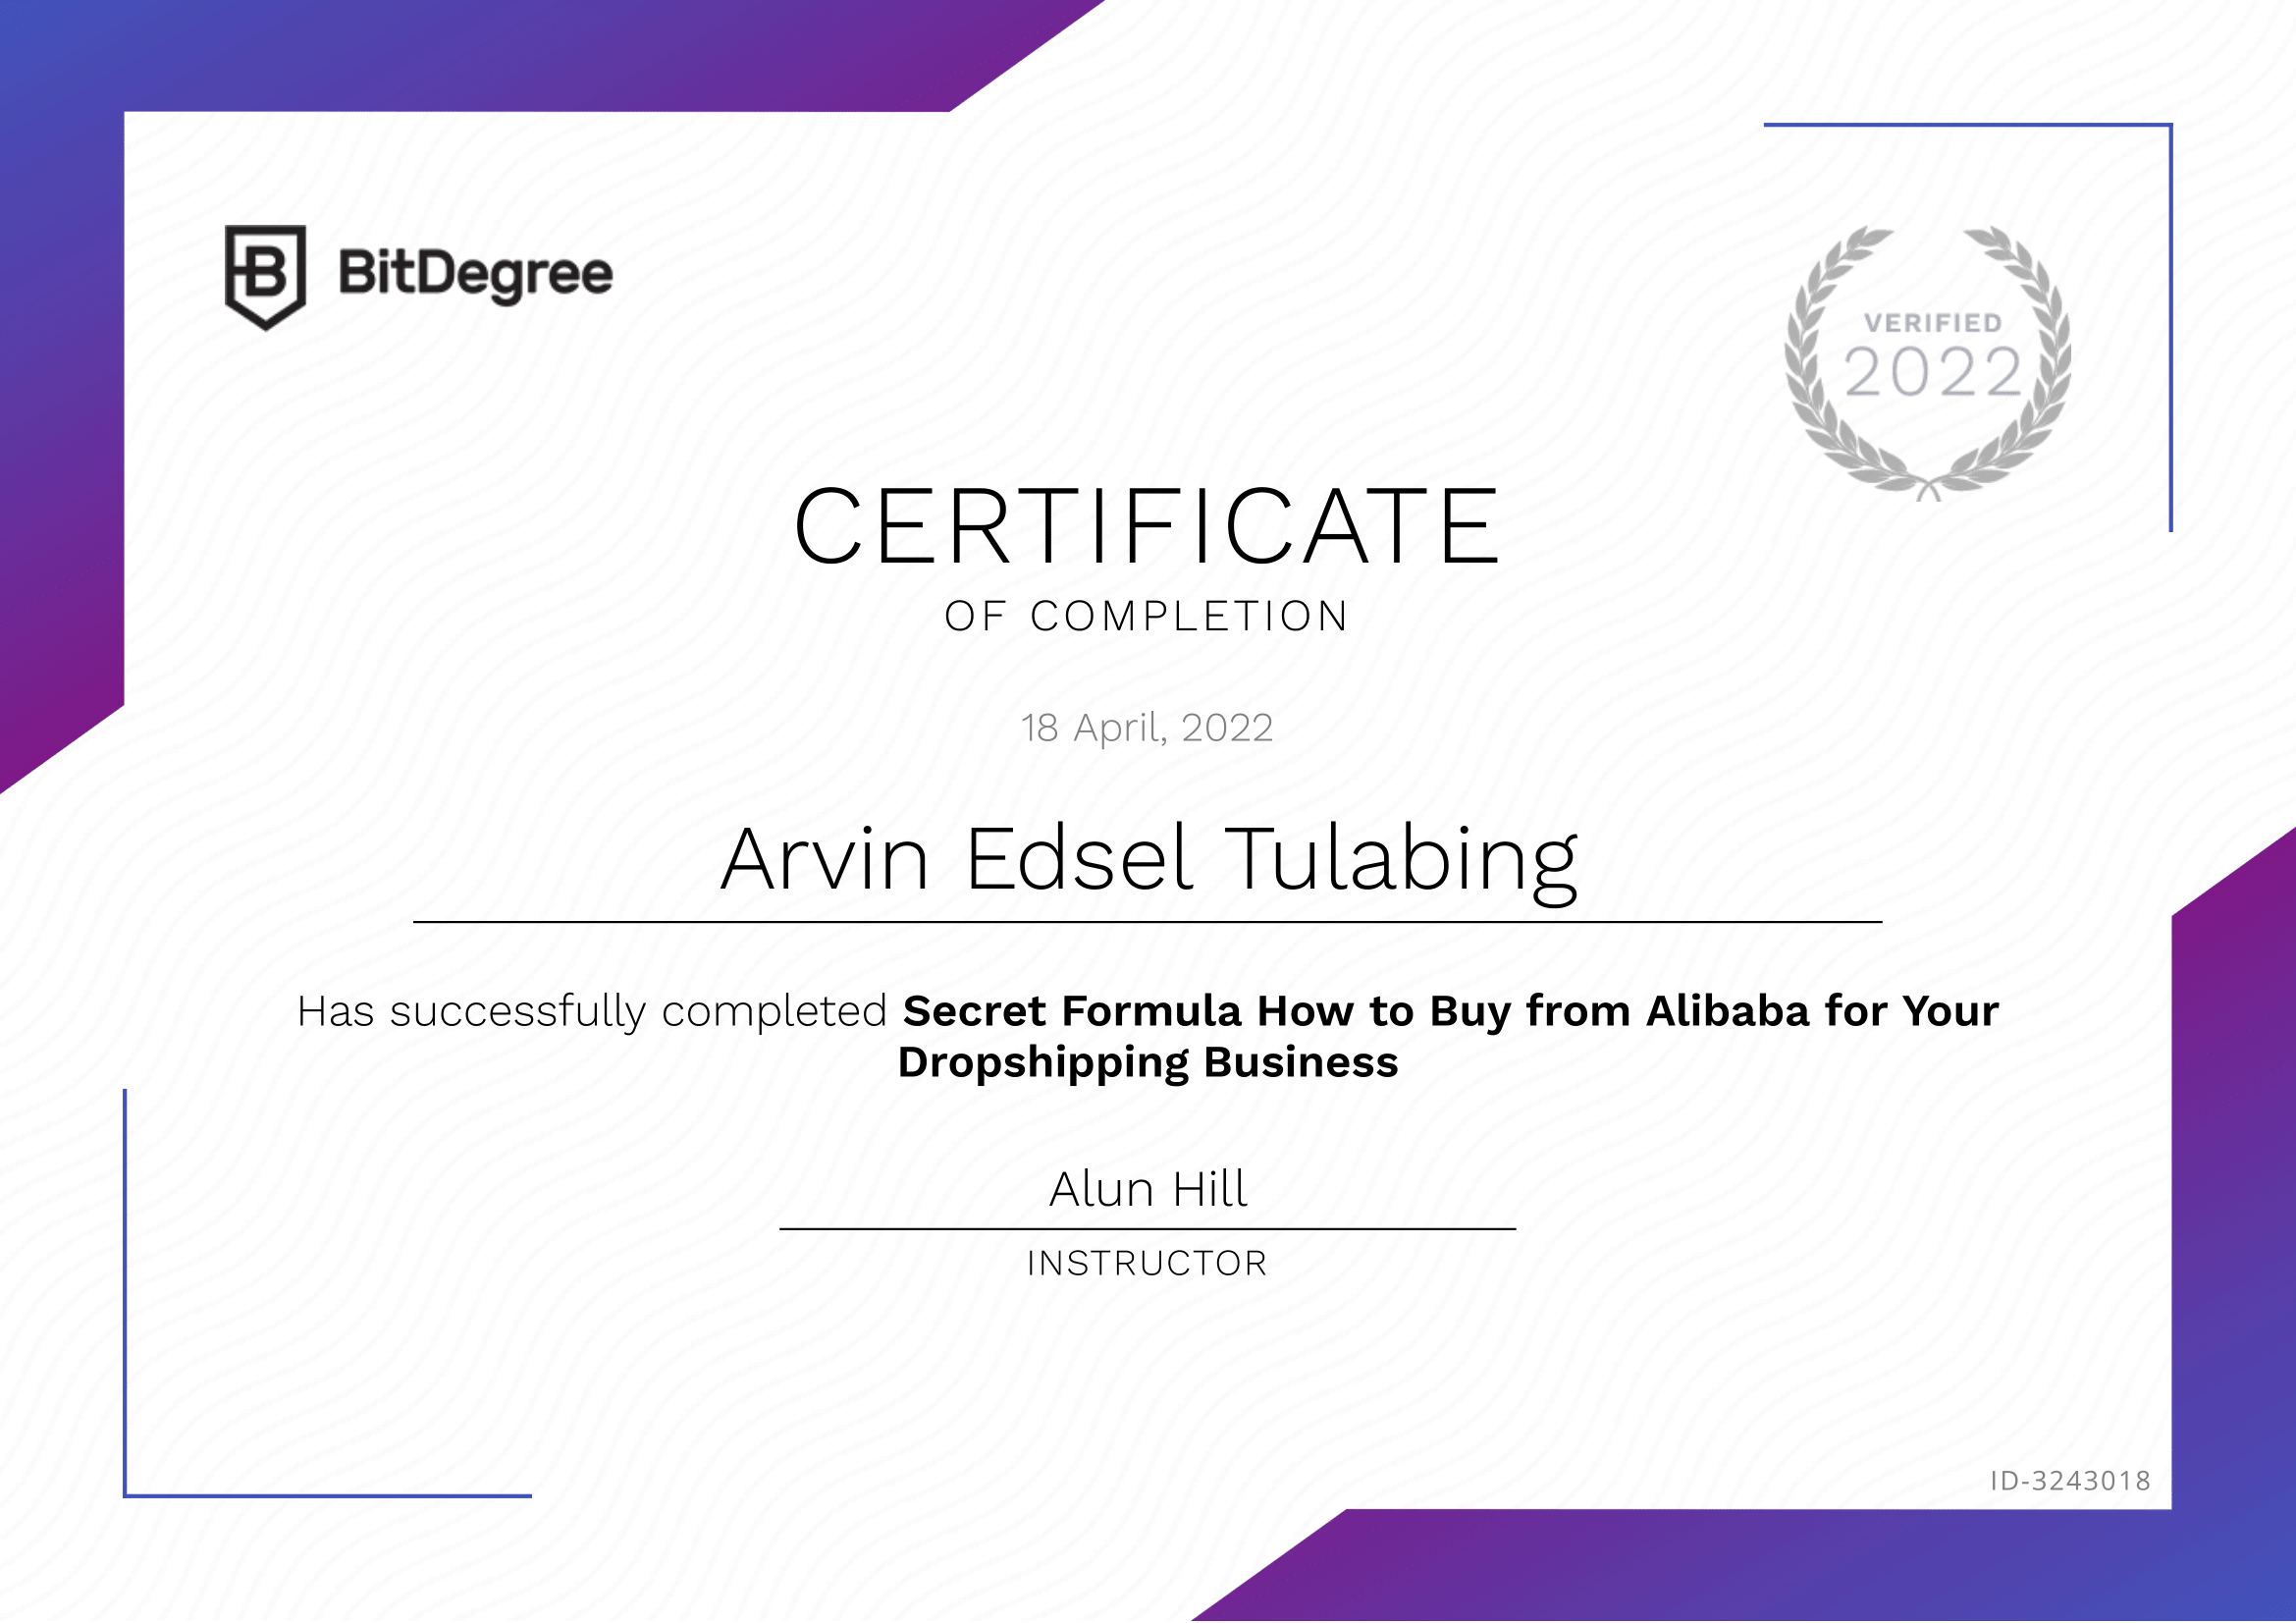 BitDegree
VERIFIED
2022
CERTIFICATE
OF COMPLETION
18 April, 2022
Arvin Edsel Tulabing
Has successfully completed Secret Formula How to Buy from Alibaba for Your
Dropshipping Business
Alun Hill
INSTRUCTOR
ID-3243018